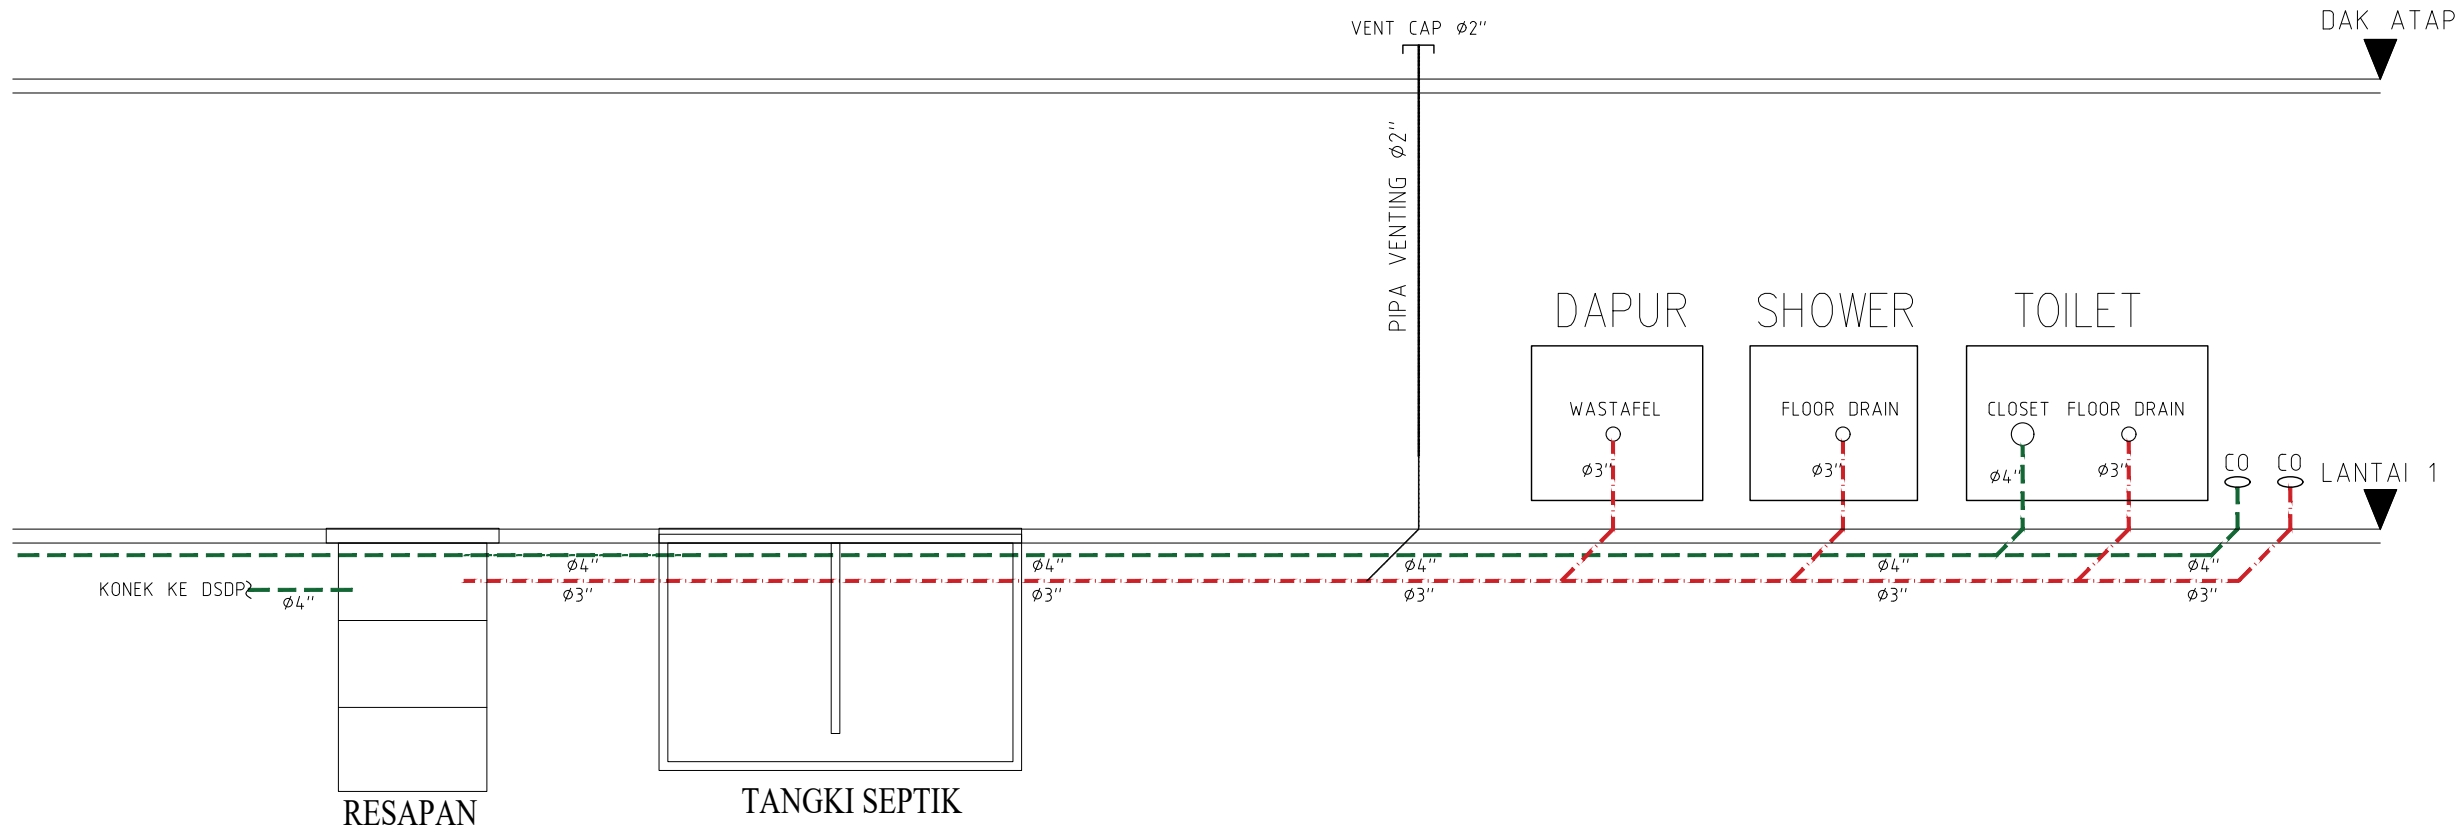 DAK ATAP
VENT CAP ø2"
PIPA VENTING ø2"
DAPUR
SHOWER
TOILET
WASTAFEL
FLOOR DRAIN
CLOSET
FLOOR DRAIN
ø3"
ø3"
ø4"
ø3"
CO
CO
LANTAI 1
ø4"
ø4"
ø4"
ø4"
ø4"
KONEK KE DSDP
ø4"
ø3"
ø3"
ø3"
ø3"
ø3"
RESAPAN
TANGKI SEPTIK